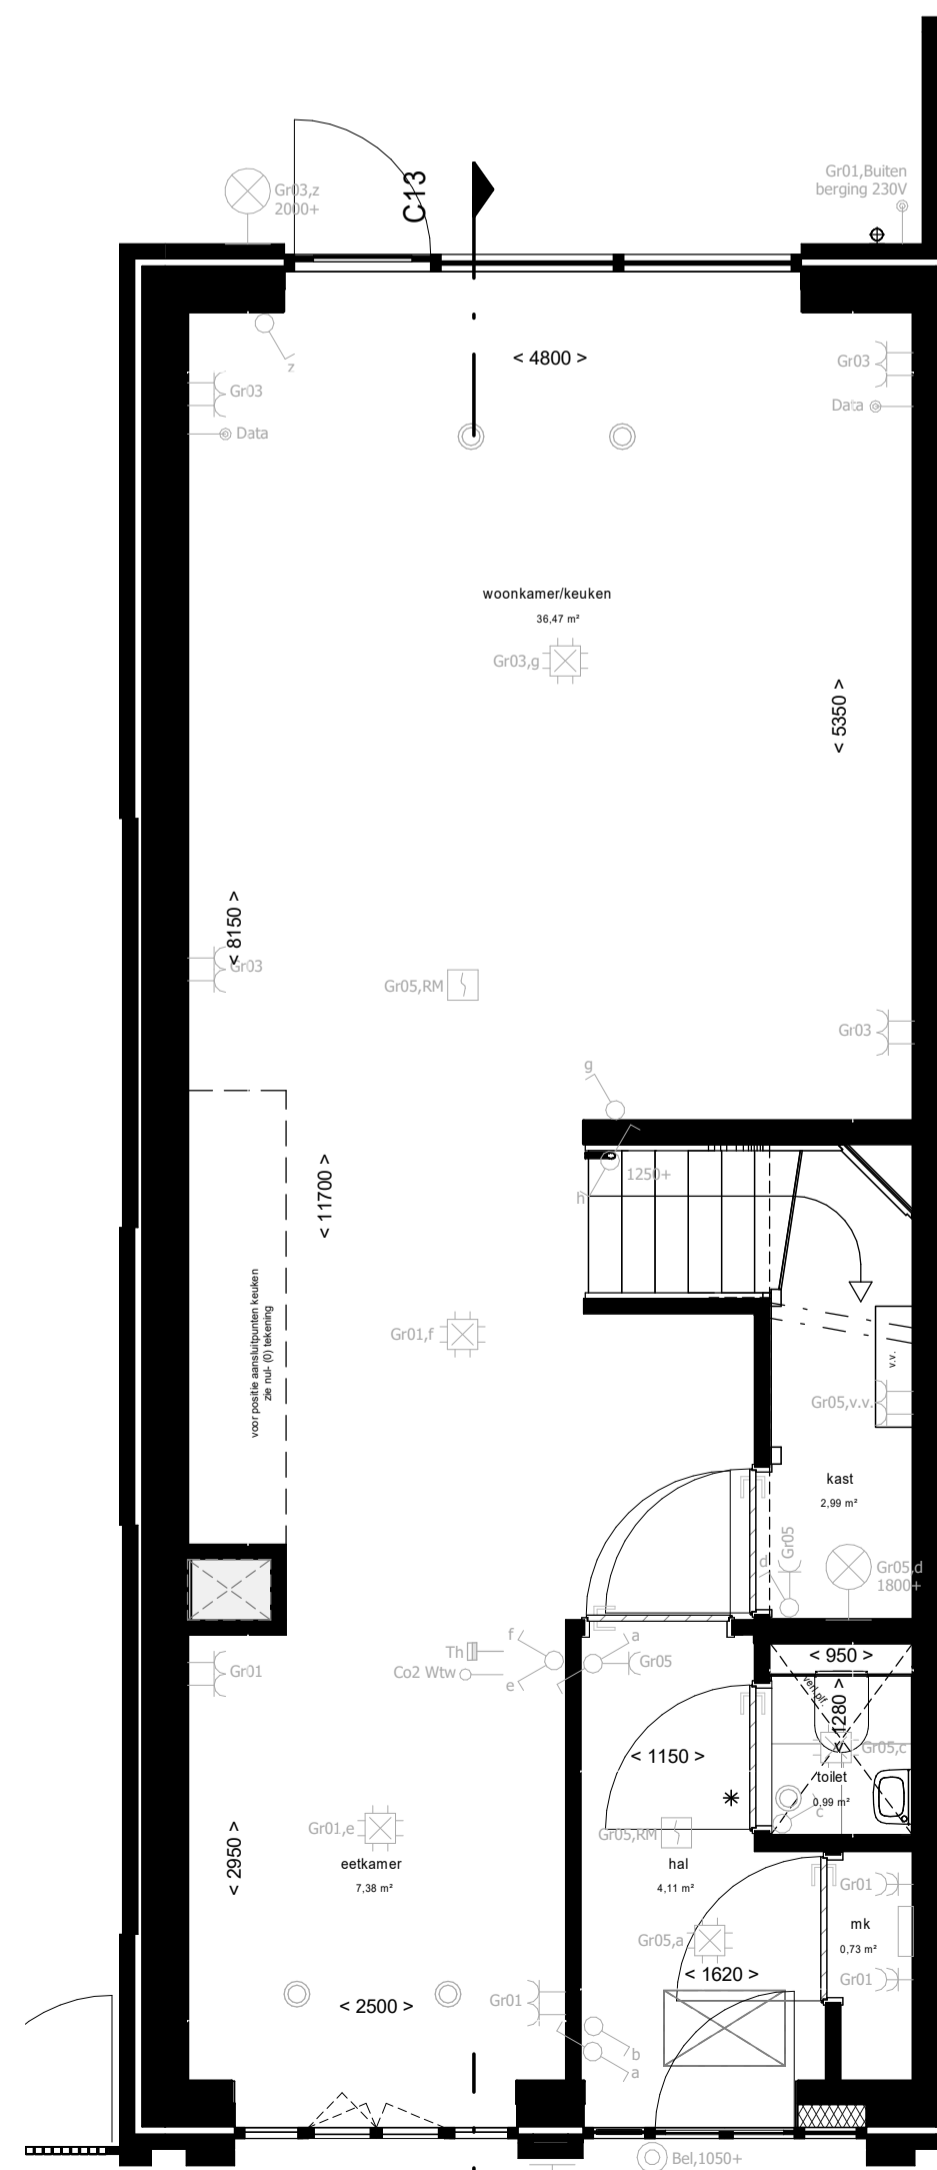 C13
Gr03,z
2000+
Gr01,Buiten
berging 230V
z
< 4800 >
Gr03
Gr03
Data
Data
woonkamer/keuken
36,47 m²
Gr03,g
< 5350 >
< 8150 >
Gr03
Gr05,RM
Gr03
g
h
1250+
< 11700 >
voor positie aansluitpunten keuken
zie nul- (0) tekening
Gr01,f
v.v.
Gr05,v.v.
kast
2,99 m²
Gr05
d
Gr05,d
1800+
f
a
Th
Gr05
Co2 Wtw
e
Gr01
< 950 >
verl. plf.
< 1280 >
Gr05,c
< 1150 >
toilet
0,99 m²
c
Gr01,e
Gr05,RM
eetkamer
7,38 m²
< 2950 >
hal
4,11 m²
Gr01
mk
0,73 m²
Gr05,a
< 1620 >
Gr01
Gr01
< 2500 >
b
a
Bel,1050+